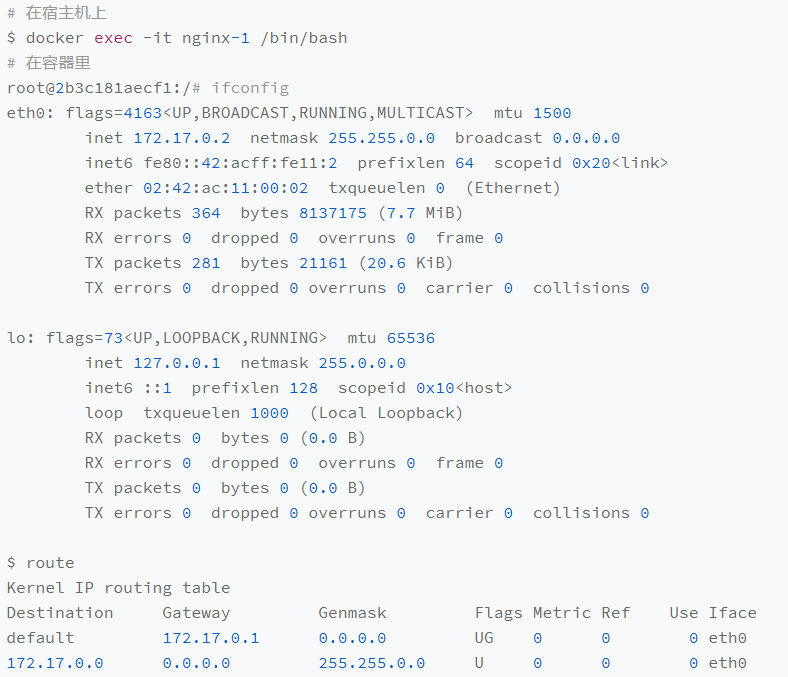 # 在宿主机上
$ docker exec -it nginx-1 /bin/bash
# 在容器里
root@2b3c181aecf1:/# ifconfig
eth0: flags=4163<UP,BROADCAST,RUNNING,MULTICAST>  mtu 1500
        inet 172.17.0.2  netmask 255.255.0.0  broadcast 0.0.0.0
        inet6 fe80::42:acff:fe11:2  prefixlen 64  scopeid 0x20<link>
        ether 02:42:ac:11:00:02  txqueuelen 0  (Ethernet)
        RX packets 364  bytes 8137175 (7.7 MiB)
        RX errors 0  dropped 0  overruns 0  frame 0
        TX packets 281  bytes 21161 (20.6 KiB)
        TX errors 0  dropped 0 overruns 0  carrier 0  collisions 0

lo: flags=73<UP,LOOPBACK,RUNNING>  mtu 65536
        inet 127.0.0.1  netmask 255.0.0.0
        inet6 ::1  prefixlen 128  scopeid 0x10<host>
        loop  txqueuelen 1000  (Local Loopback)
        RX packets 0  bytes 0 (0.0 B)
        RX errors 0  dropped 0  overruns 0  frame 0
        TX packets 0  bytes 0 (0.0 B)
        TX errors 0  dropped 0 overruns 0  carrier 0  collisions 0

$ route
Kernel IP routing table
Destination     Gateway         Genmask         Flags Metric Ref    Use Iface
default         172.17.0.1      0.0.0.0         UG    0     0        0 eth0
172.17.0.0      0.0.0.0         255.255.0.0     U     0     0        0 eth0